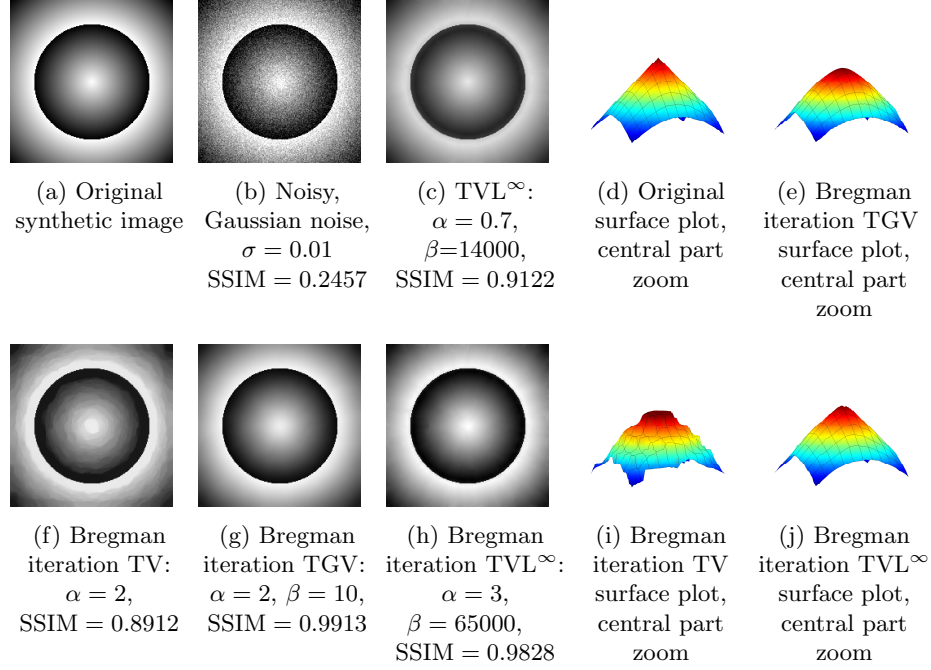 (a) Original
synthetic image
(b) Noisy,
Gaussian noise,
σ = 0.01
SSIM = 0.2457
(c) TVL∞:
α = 0.7,
β=14000,
SSIM = 0.9122
(d) Original
surface plot,
central part
zoom
(e) Bregman
iteration TGV
surface plot,
central part
zoom
(f) Bregman
iteration TV:
α = 2,
SSIM = 0.8912
(g) Bregman
iteration TGV:
α = 2, β = 10,
SSIM = 0.9913
(h) Bregman
iteration TVL∞:
α = 3,
β = 65000,
SSIM = 0.9828
(i) Bregman
iteration TV
surface plot,
central part
zoom
(j) Bregman
iteration TVL∞
surface plot,
central part
zoom